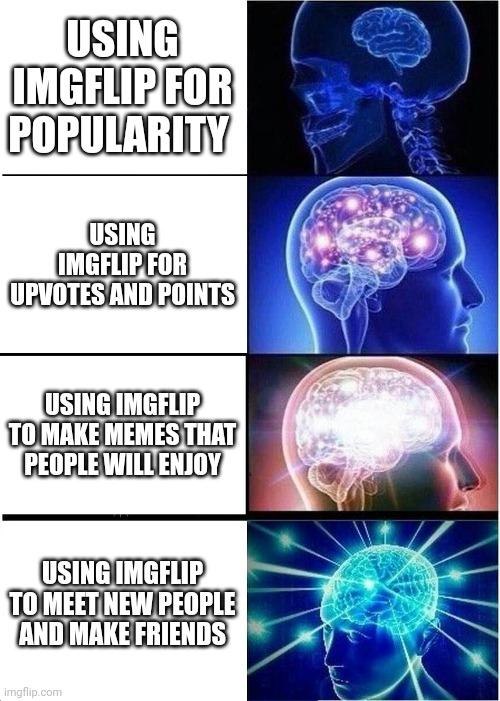 USING
IMGFLIP FOR
POPULARITY
USING
IMGFLIP FOR
UPVOTES AND POINTS
USING IMGFLIP
TO MAKE MEMES THAT
PEOPLE WILL ENJOY
USING IMGFLIP
TO MEET NEW PEOPLE
AND MAKE FRIENDS
imgflip.com